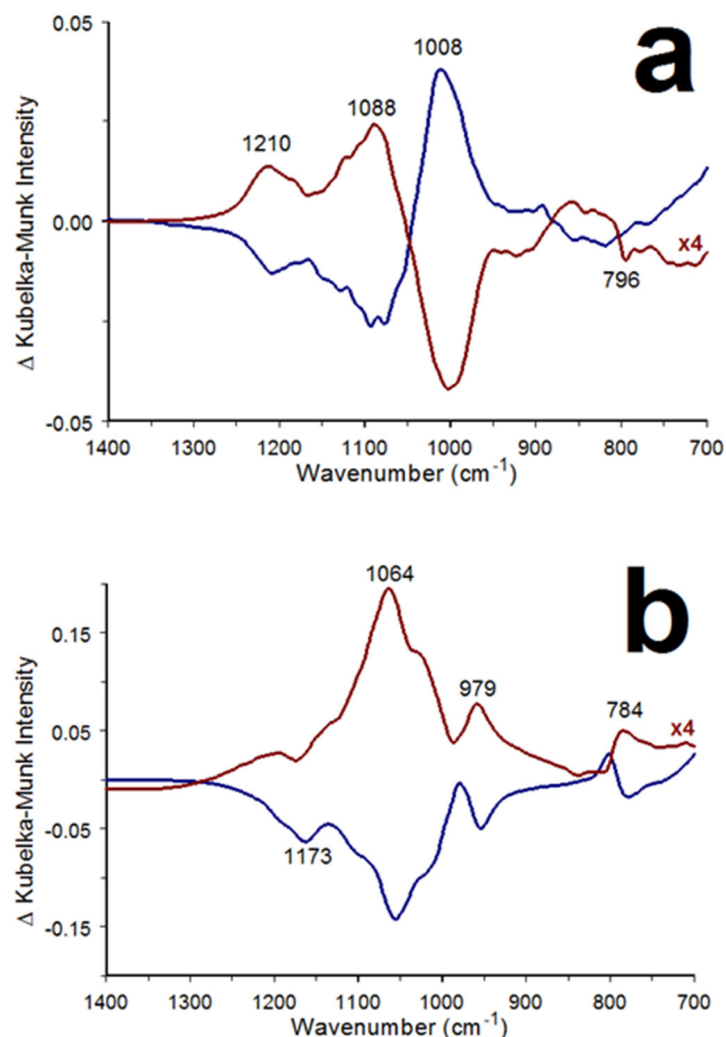 a
Δ Kubelka-Munk Intensity
0.05
0.00
-0.05
1210
1088
1008
796
x4
1400 1300 1200 1100 1000 900 800 700
Wavenumber (cm⁻¹)
b
Δ Kubelka-Munk Intensity
0.15
0.05
-0.05
-0.15
1064
979
784
x4
1173
1400 1300 1200 1100 1000 900 800 700
Wavenumber (cm⁻¹)